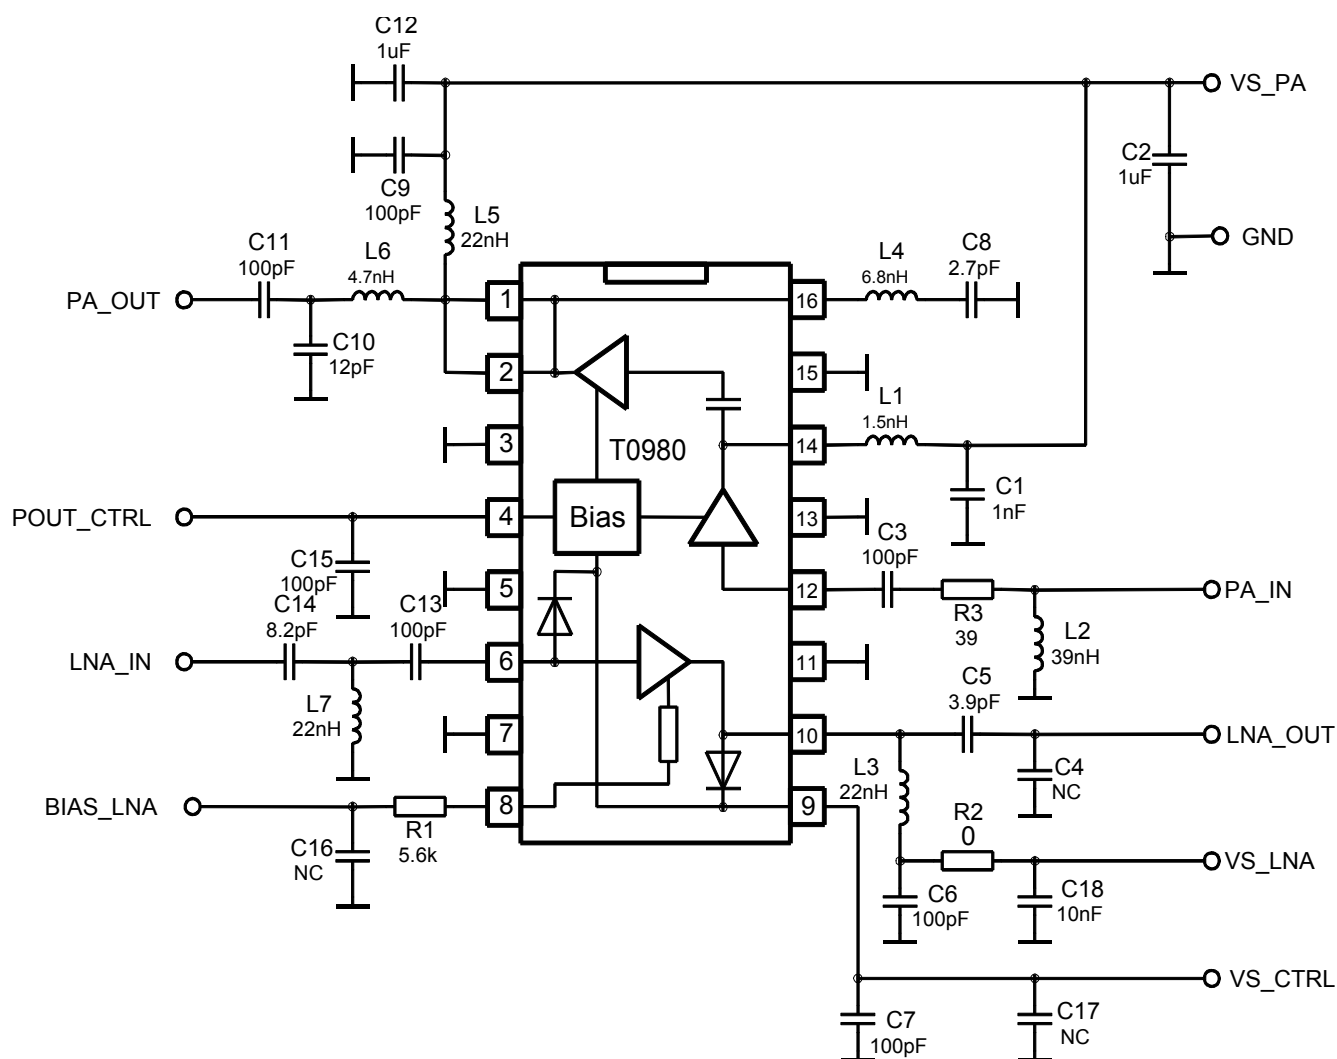 C12
1uF
VS_PA
C9
100pF
C2
1uF
L5
22nH
GND
C11
100pF
L6
4.7nH
L4
6.8nH
C8
2.7pF
PA_OUT
1
16
C10
12pF
2
15
L1
1.5nH
3
T0980
14
C1
1nF
POUT_CTRL
4
Bias
13
C3
100pF
C15
100pF
5
12
PA_IN
R3
39
L2
39nH
C14
8.2pF
C13
100pF
LNA_IN
6
11
C5
3.9pF
L7
22nH
7
10
LNA_OUT
L3
22nH
C4
NC
BIAS_LNA
8
9
R1
5.6k
R2
0
C16
NC
VS_LNA
C6
100pF
C18
10nF
VS_CTRL
C7
100pF
C17
NC